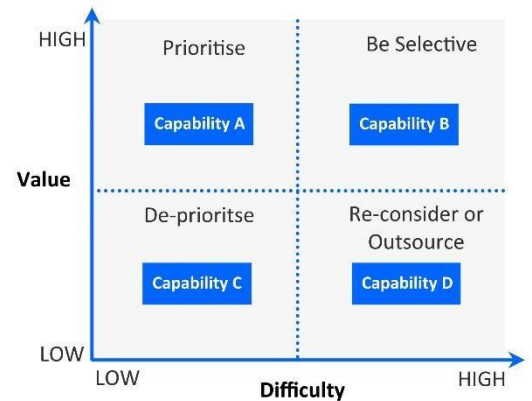 HIGH
Prioritise
Be Selective
Capability A
Capability B
Value
De-prioritse
Re-consider or
Outsource
Capability C
Capability D
LOW
LOW
Difficulty
HIGH